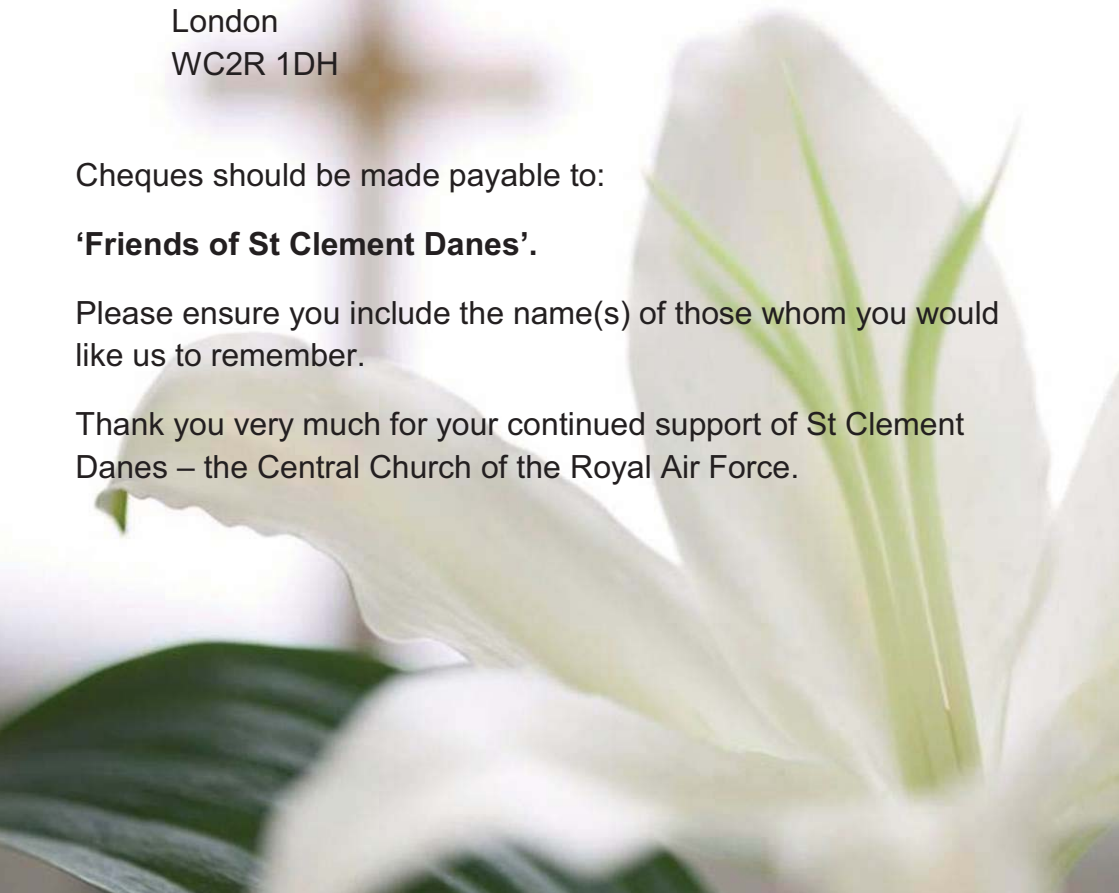 London
WC2R 1DH
Cheques should be made payable to:
‘Friends of St Clement Danes’.
Please ensure you include the name(s) of those whom you would
like us to remember.
Thank you very much for your continued support of St Clement
Danes – the Central Church of the Royal Air Force.